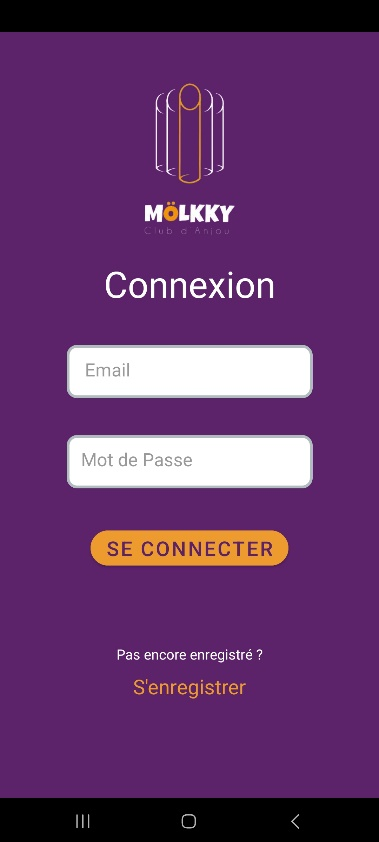 MÖLKKY
Club d Anjou
Connexion
Email
Mot de Passe
SE CONNECTER
Pas encore enregistré ?
S'enregistrer